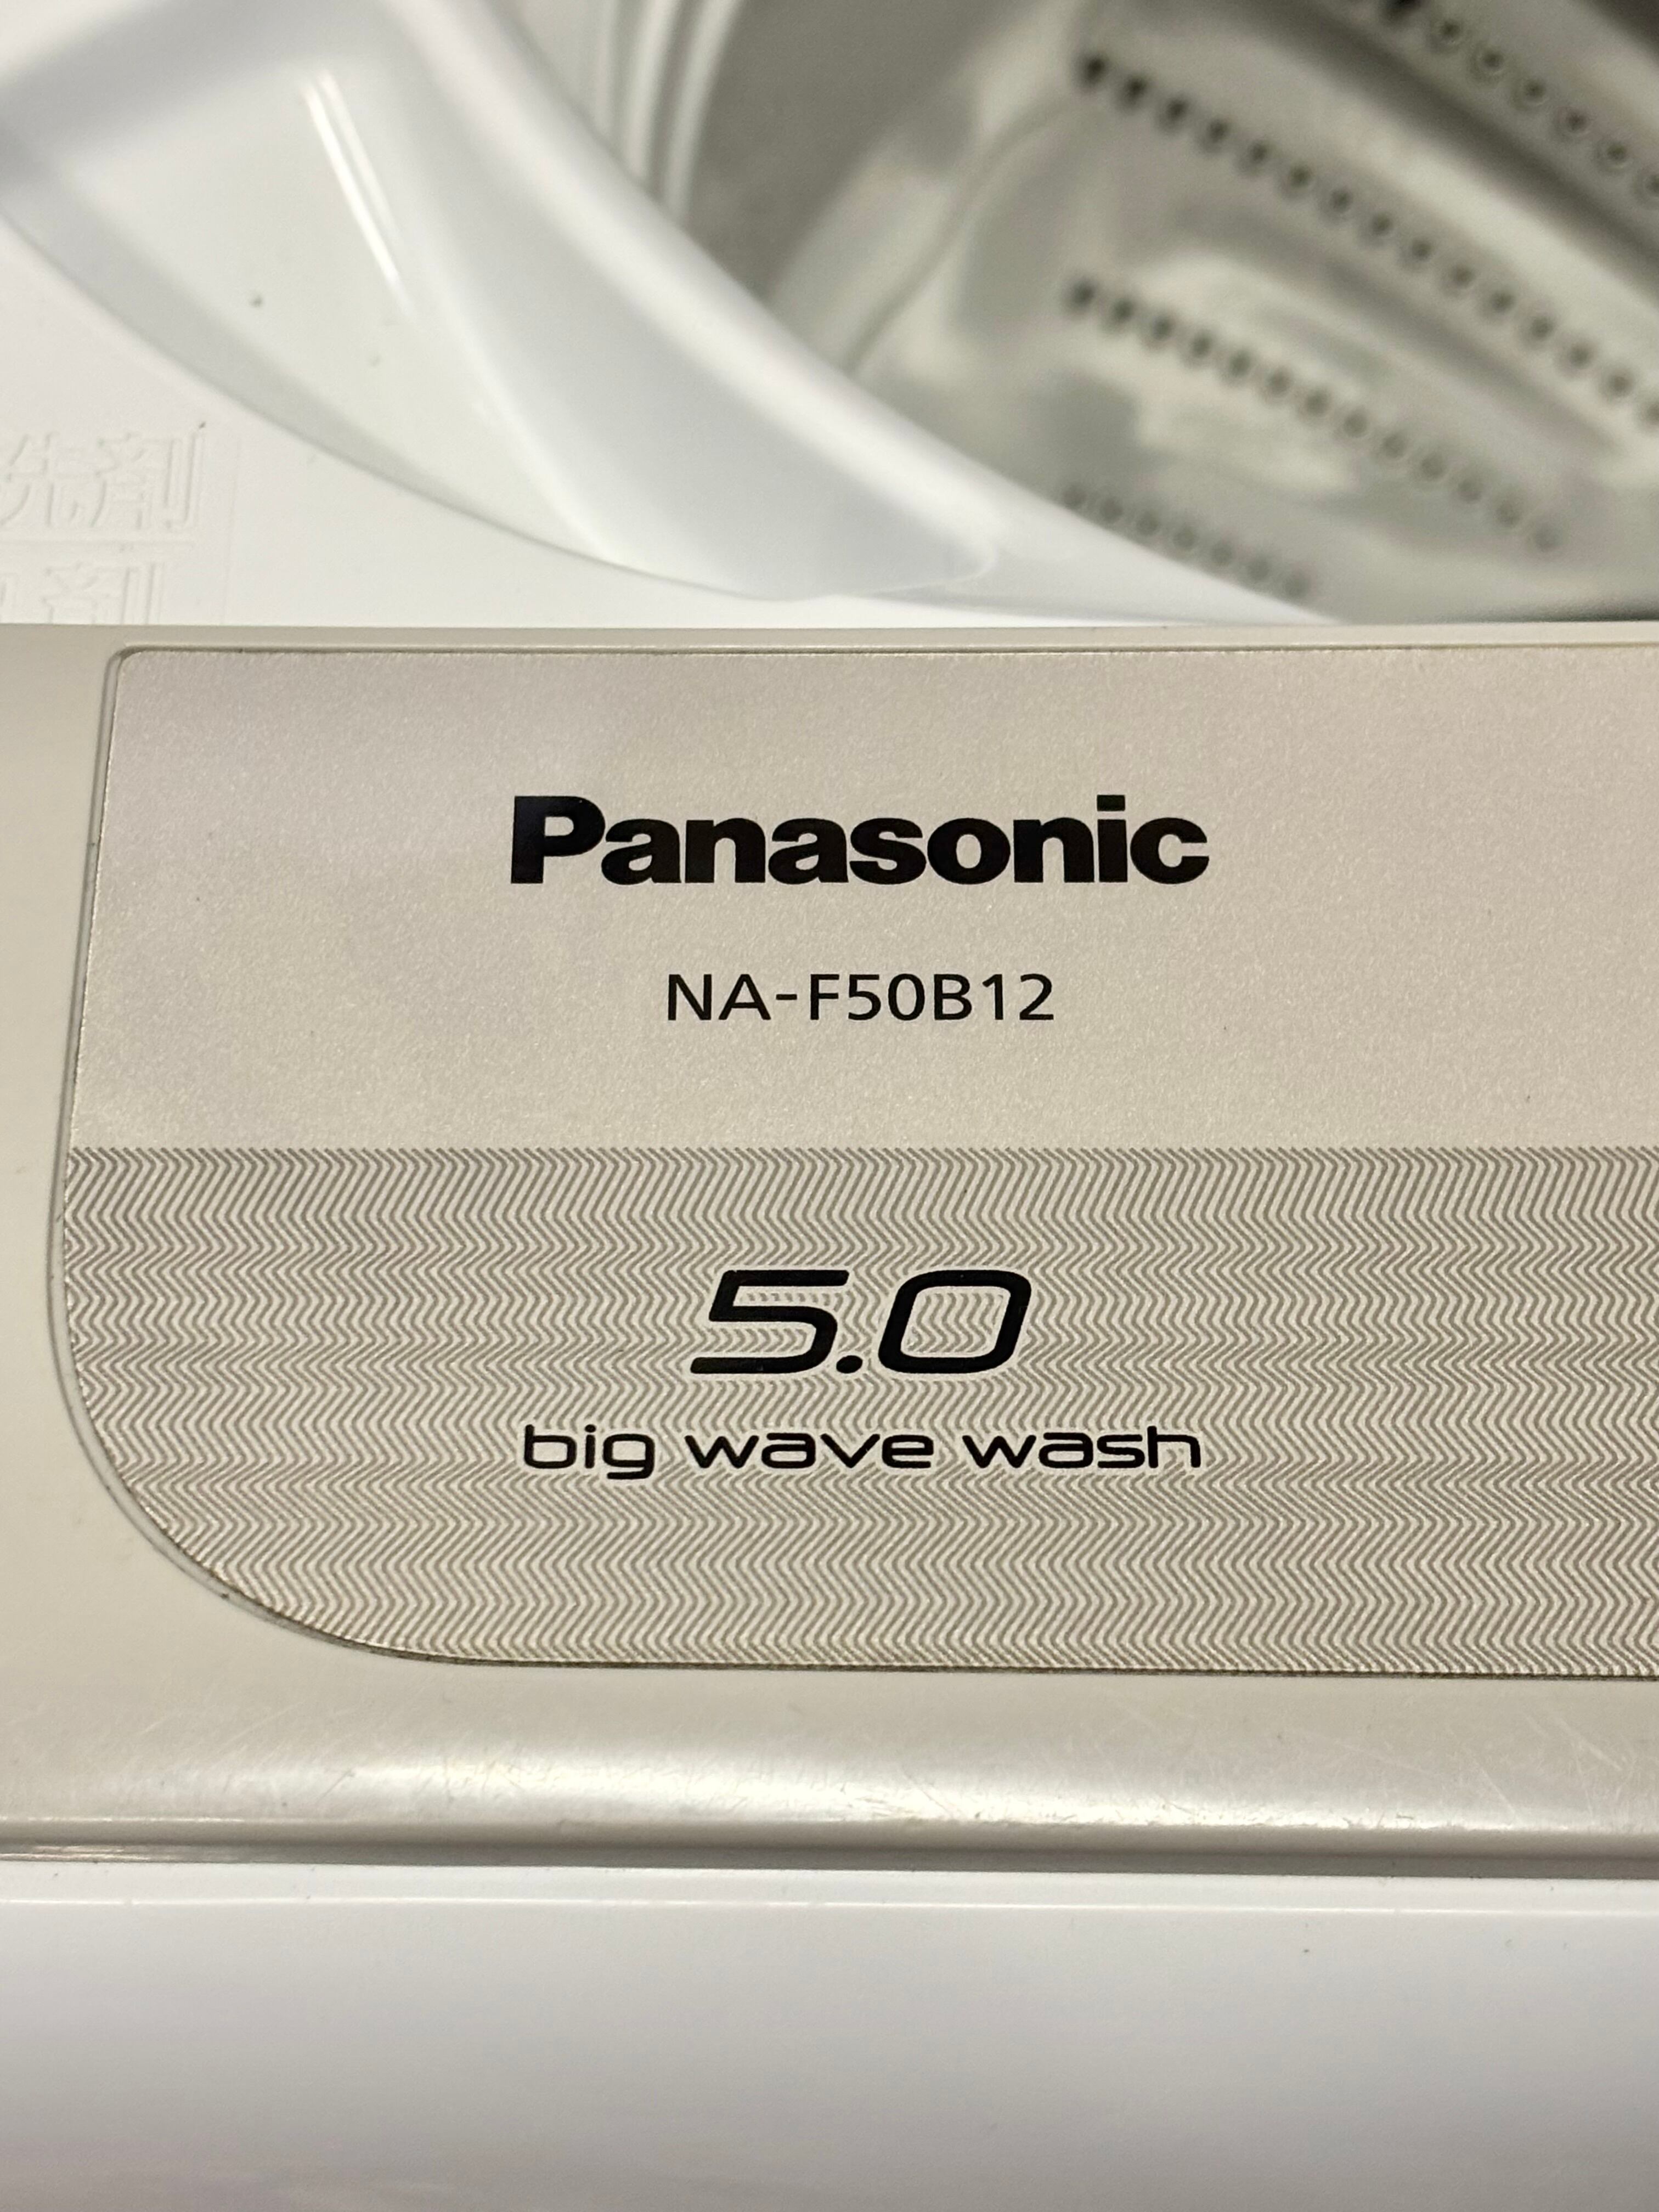 洗剤
Panasonic
NA-F50B12
5.0
big wave wash